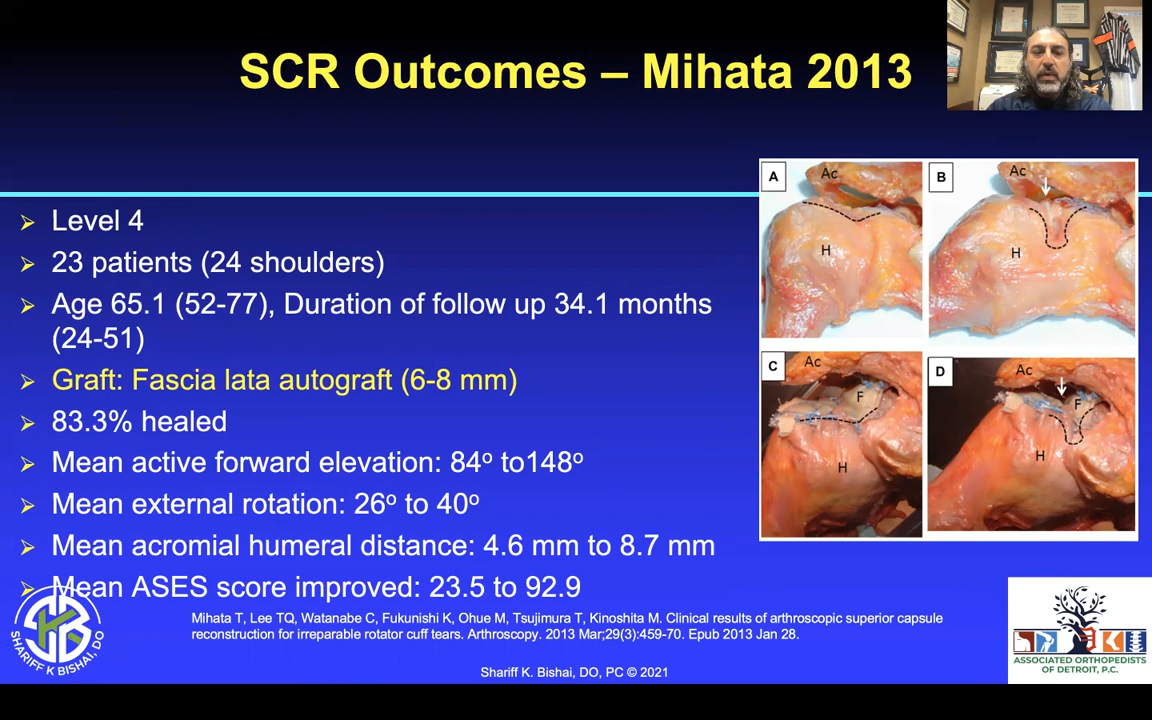 SCR Outcomes – Mihata 2013
Level 4
23 patients (24 shoulders)
Age 65.1 (52-77), Duration of follow up 34.1 months
(24-51)
Graft: Fascia lata autograft (6-8 mm)
83.3% healed
Mean active forward elevation: 84º to148º
Mean external rotation: 26º to 40º
Mean acromial humeral distance: 4.6 mm to 8.7 mm
Mean ASES score improved: 23.5 to 92.9
A
Ac
H
B
Ac
H
C
Ac
F
H
D
Ac
F
H
Mihata T, Lee TQ, Watanabe C, Fukunishi K, Ohue M, Tsujimura T, Kinoshita M. Clinical results of arthroscopic superior capsule
reconstruction for irreparable rotator cuff tears. Arthroscopy. 2013 Mar;29(3):459-70. Epub 2013 Jan 28.
Shariff K. Bishai, DO, PC © 2021
SKB
SHARIFF K BISHAI, DO
ASSOCIATED ORTHOPEDISTS
OF DETROIT, P.C.